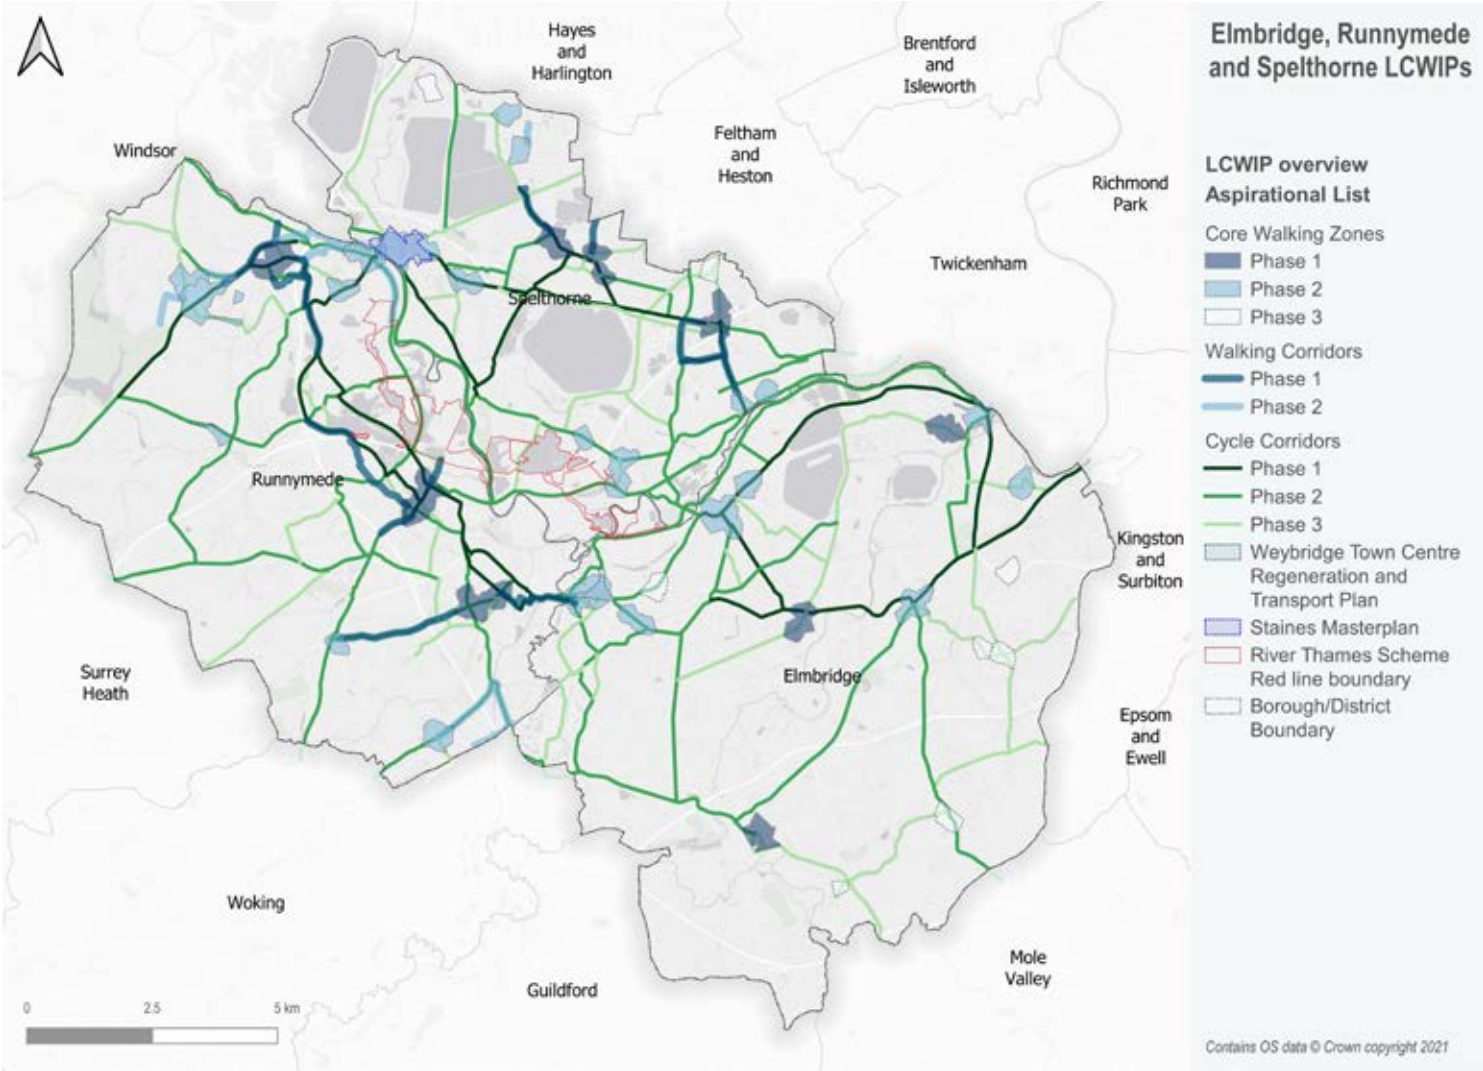 Elmbridge, Runnymede
and Spelthorne LCWIPs
Hayes
and
Harlington
Brentford
and
Isleworth
Feltham
and
Heston
Windsor
Richmond
Park
Twickenham
Spelthorne
Runnymede
Kingston
and
Surbiton
Elmbridge
Surrey
Heath
Epsom
and
Ewell
Woking
Guildford
Mole
Valley
0 2.5 5 km
LCWIP overview
Aspirational List
Core Walking Zones
Phase 1
Phase 2
Phase 3
Walking Corridors
Phase 1
Phase 2
Cycle Corridors
Phase 1
Phase 2
Phase 3
Weybridge Town Centre
Regeneration and
Transport Plan
Staines Masterplan
River Thames Scheme
Red line boundary
Borough/District
Boundary
Contains OS data © Crown copyright 2021